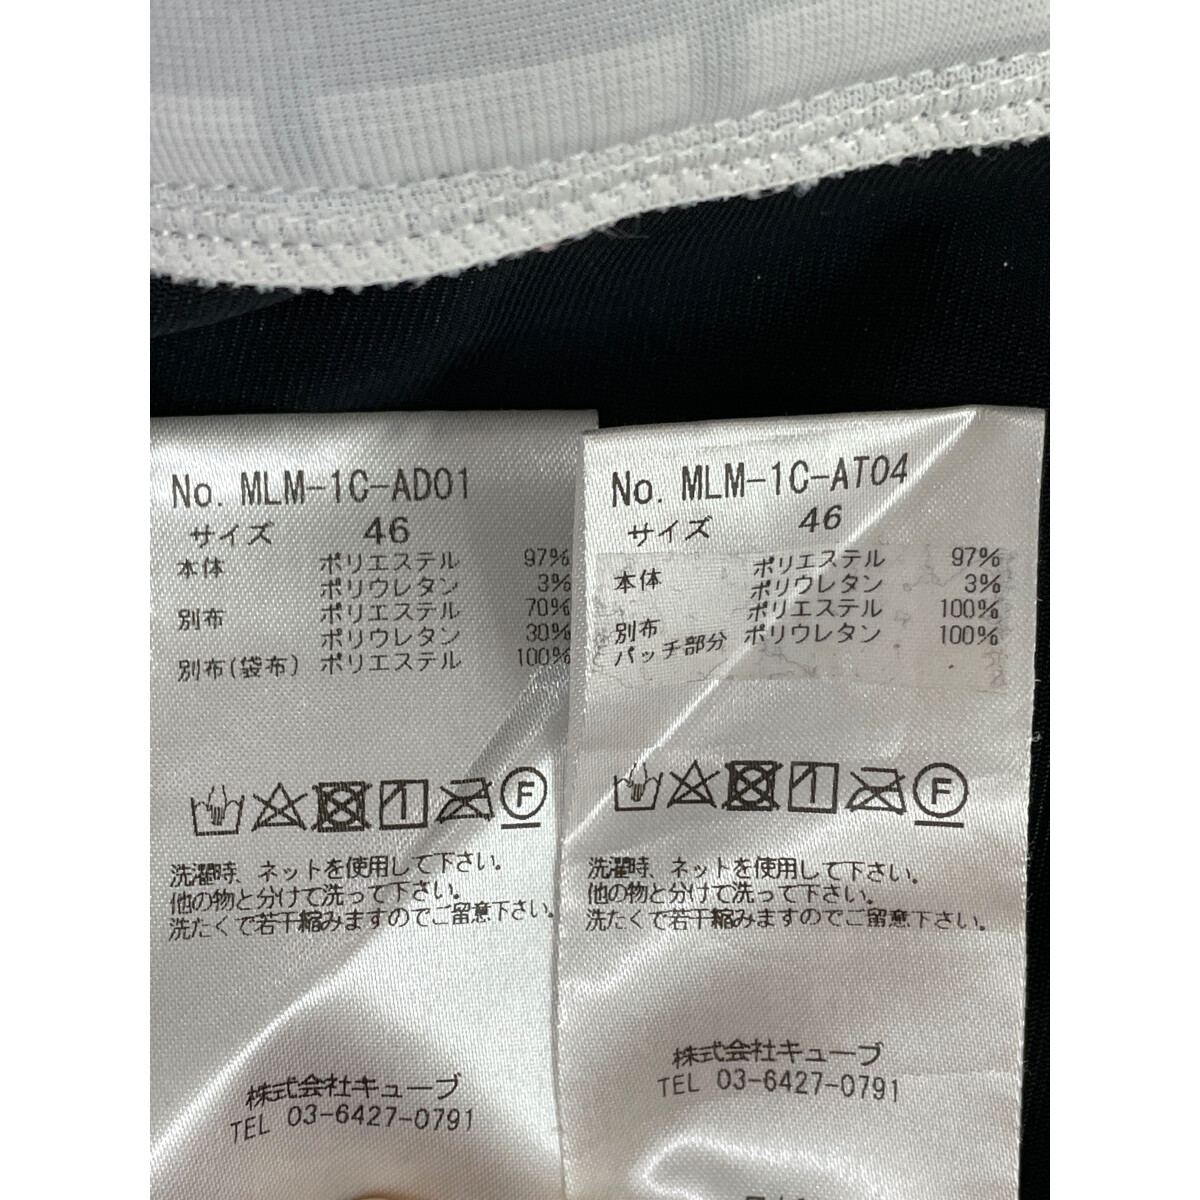 No. MLM-1C-AD01
サイズ 46
本体 ポリエステル 97%
ポリウレタン 3%
別布 ポリエステル 70%
ポリウレタン 30%
別布(袋布) ポリエステル 100%
1 F
洗濯時、ネットを使用して下さい。
他の物と分けて洗って下さい。
洗たくで若干縮みますのでご留意下さい。
株式会社キューブ
TEL 03-6427-0791
No. MLM-1C-AT04
サイズ 46
本体 ポリエステル 97%
ポリウレタン 3%
別布 ポリエステル 100%
パッチ部分 ポリウレタン 100%
1 F
洗濯時、ネットを使用して下さい。
他の物と分けて洗って下さい。
洗たくで若干縮みますのでご留意下さい。
株式会社キューブ
TEL 03-6427-0791